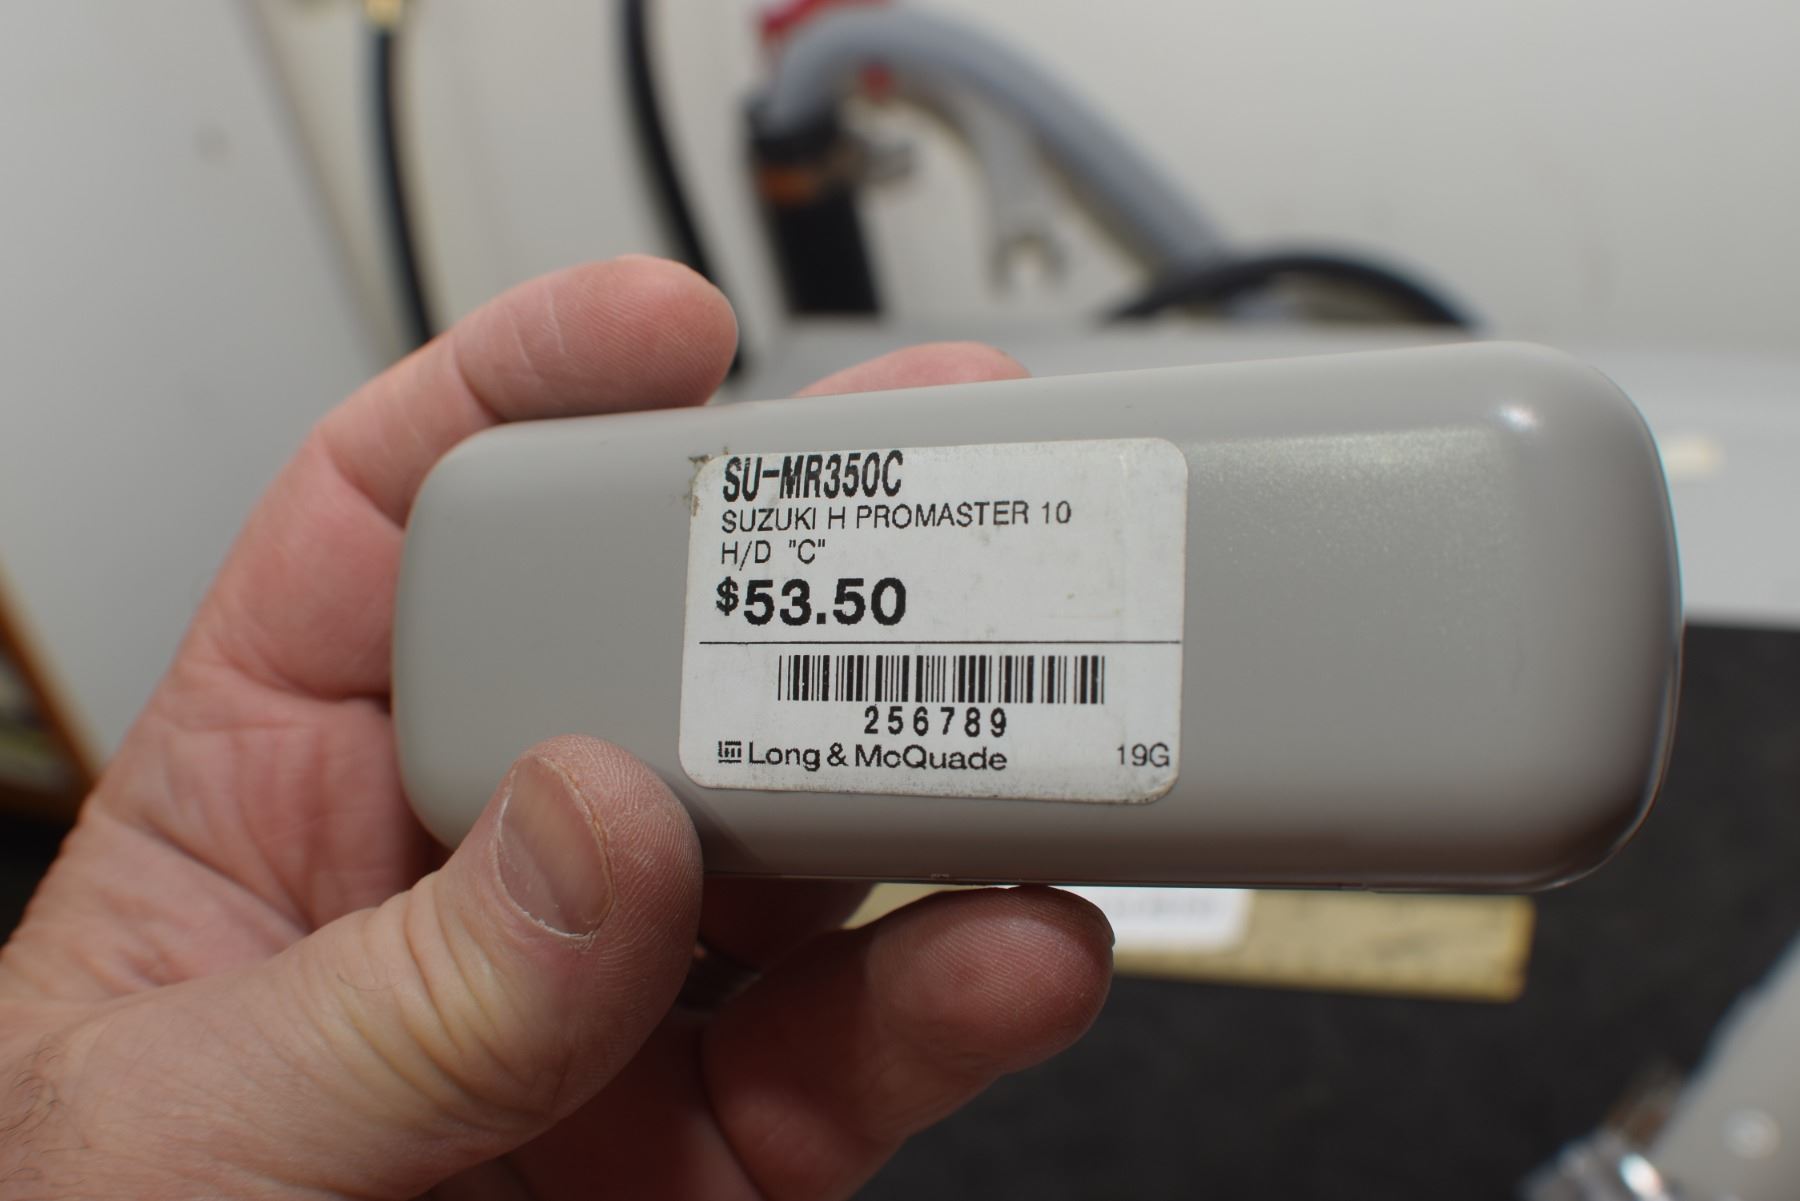 SU-MR350C
SUZUKI H PROMASTER 10
H/D "C"
$53.50
256789
Long & McQuade 19G